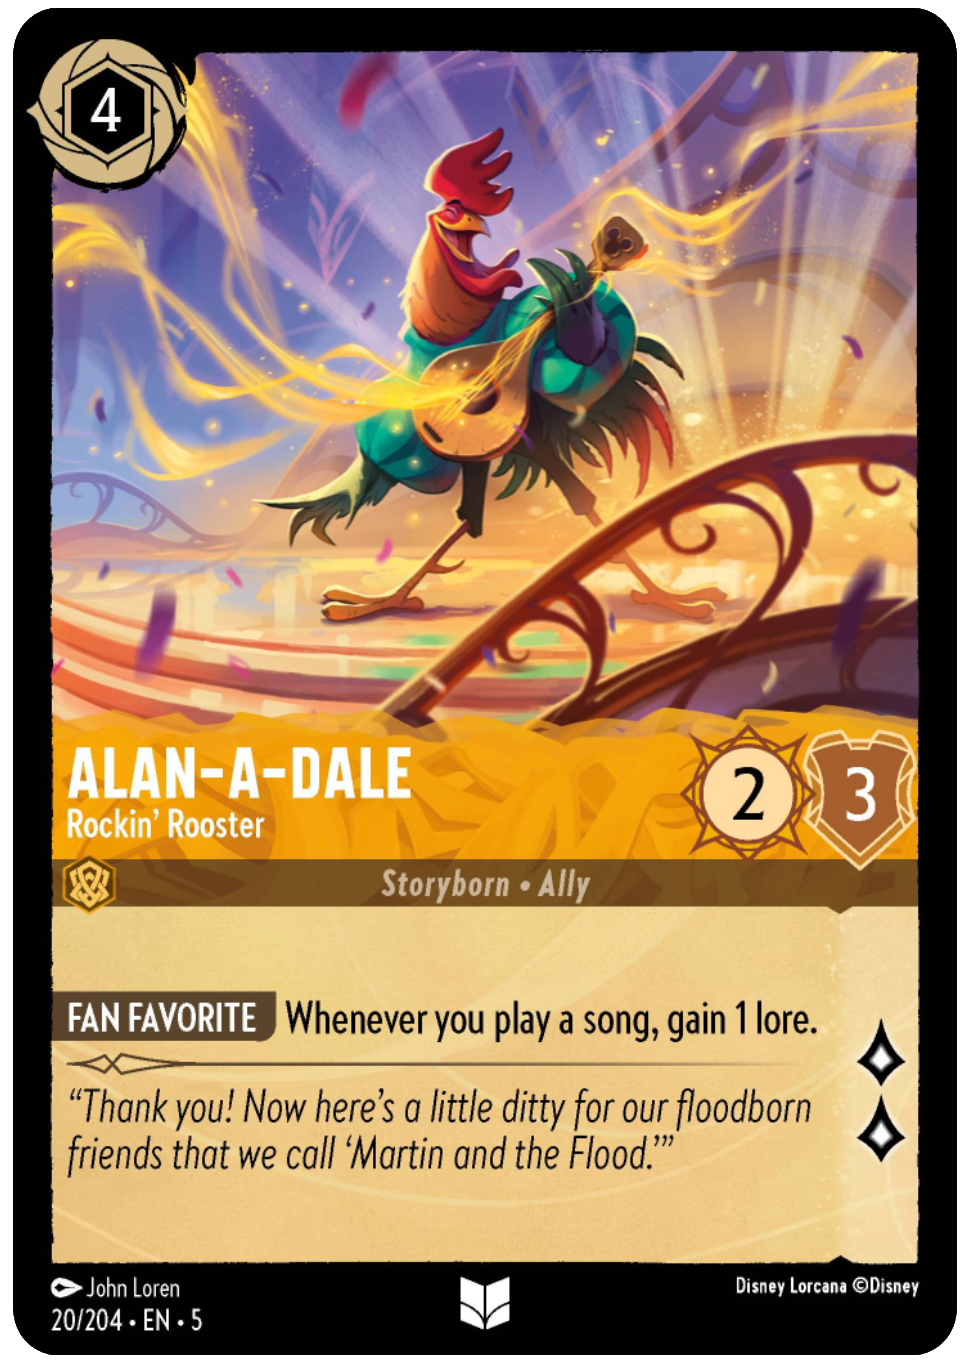 4
ALAN-A-DALE
Rockin’ Rooster
2
3
Storyborn • Ally
FAN FAVORITE Whenever you play a song, gain 1 lore.
“Thank you! Now here’s a little ditty for our floodborn
friends that we call ‘Martin and the Flood.’”
John Loren
20/204 • EN • 5
Disney Lorcana ©Disney